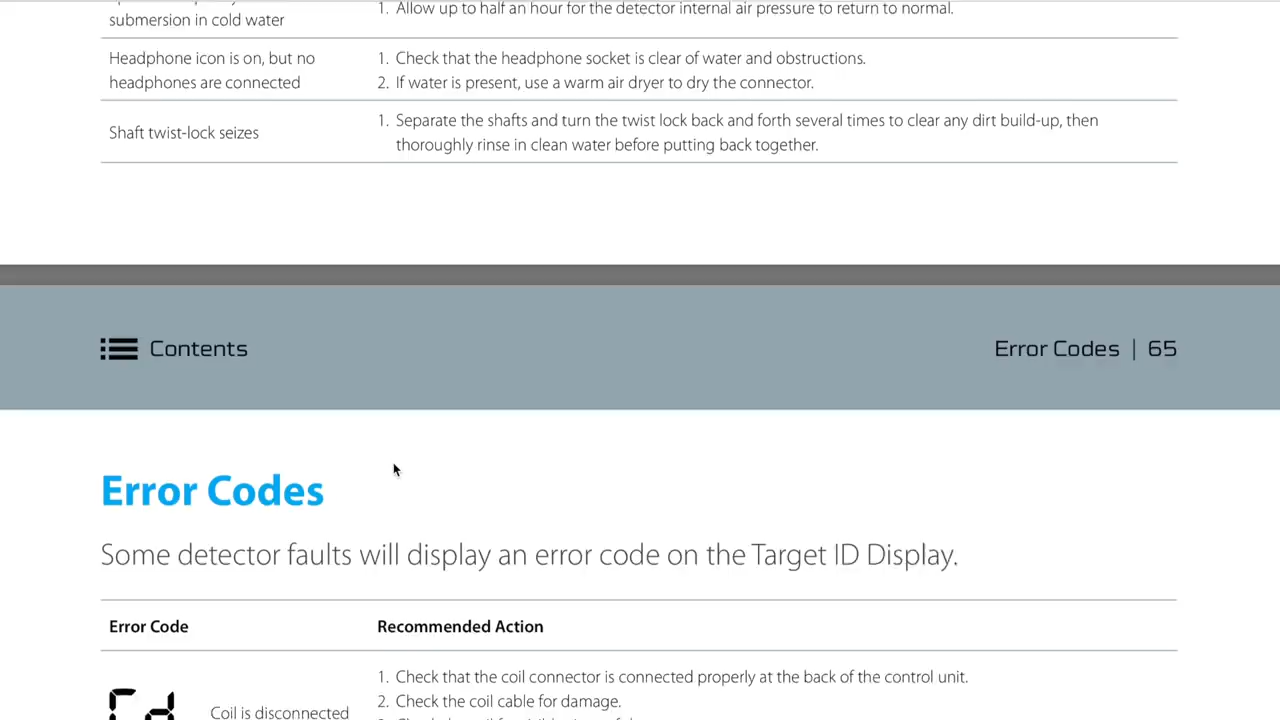 submersion in cold water
1. Allow up to half an hour for the detector internal air pressure to return to normal.
Headphone icon is on, but no
headphones are connected
1. Check that the headphone socket is clear of water and obstructions.
2. If water is present, use a warm air dryer to dry the connector.
Shaft twist-lock seizes
1. Separate the shafts and turn the twist lock back and forth several times to clear any dirt build-up, then
thoroughly rinse in clean water before putting back together.
Contents
Error Codes | 65
Error Codes
Some detector faults will display an error code on the Target ID Display.
Error Code
Recommended Action
Cd
Coil is disconnected
1. Check that the coil connector is connected properly at the back of the control unit.
2. Check the coil cable for damage.